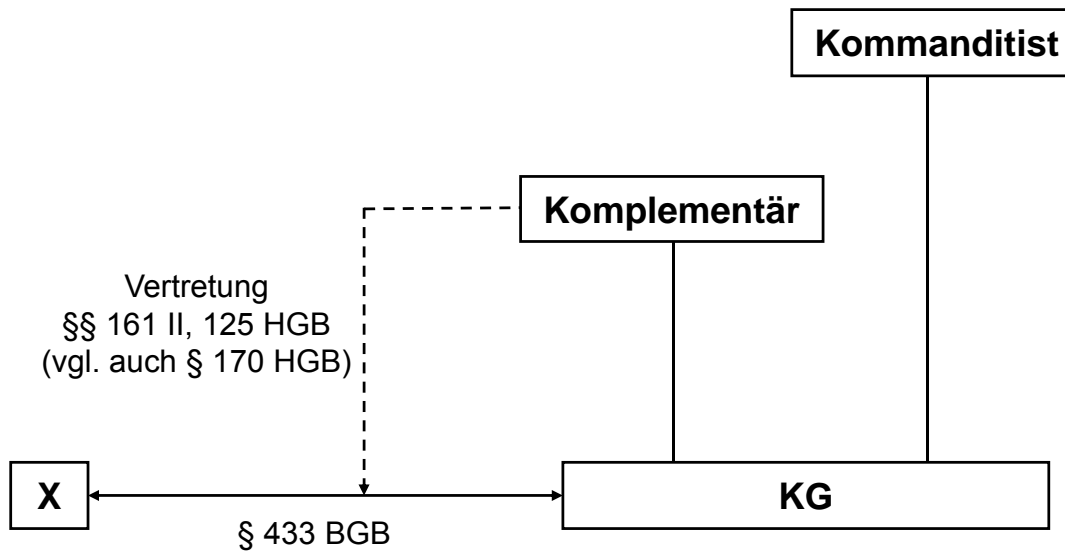 Kommanditist
Komplementär
Vertretung
§§ 161 II, 125 HGB
(vgl. auch § 170 HGB)
X
KG
§ 433 BGB